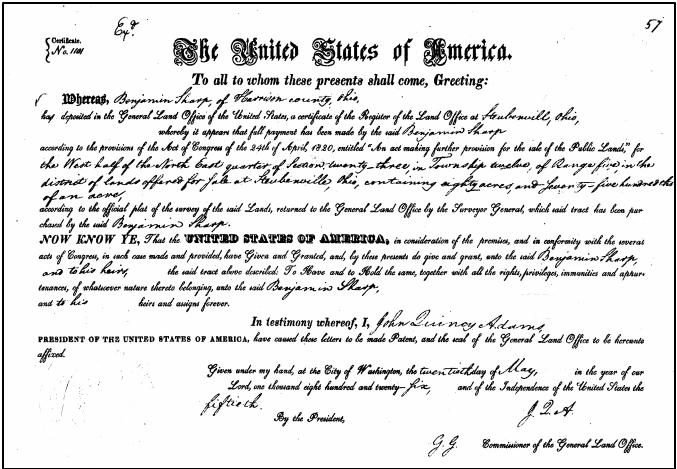 Exd. 57
Certificate.
No. 1101
The United States of America.
To all to whom these presents shall come, Greeting:
Whereas, Benjamin Sharp, of Harrison county, Ohio,
has deposited in the General Land Office of the United States, a certificate of the Register of the Land Office at Steubenville, Ohio,
whereby it appears that full payment has been made by the said Benjamin Sharp
according to the provisions of the Act of Congress of the 24th of April, 1820, entitled "An act making further provision for the sale of the Public Lands," for
the West half of the North East quarter of Section twenty-three, in Township twelve, of Range five, in the
district of lands offered for Sale at Steubenville, Ohio, containing eighty acres, and Seventy-five hundredths
of an acre,
according to the official plat of the survey of the said Lands, returned to the General Land Office by the Surveyor General, which said tract has been pur
chased by the said Benjamin Sharp.
NOW KNOW YE, That the UNITED STATES OF AMERICA, in consideration of the premises, and in conformity with the several
acts of Congress, in such case made and provided, have Given and Granted, and, by these presents do give and grant, unto the said Benjamin Sharp,
and to his heirs, the said tract above described: To Have and to Hold the same, together with all the rights, privileges, immunities and appur-
tenances, of whatsoever nature thereto belonging, unto the said Benjamin Sharp,
and to his heirs and assigns forever.
In testimony whereof, I, John Quincy Adams,
PRESIDENT OF THE UNITED STATES OF AMERICA, have caused these letters to be made Patent, and the seal of the General Land Office to be hereunto
affixed.
Given under my hand, at the City of Washington, the twentieth day of May, in the year of our
Lord, one thousand eight hundred and twenty-six, and of the Independence of the United States the
fiftieth.
J. Q. A.
By the President,
G. G. Commissioner of the General Land Office.